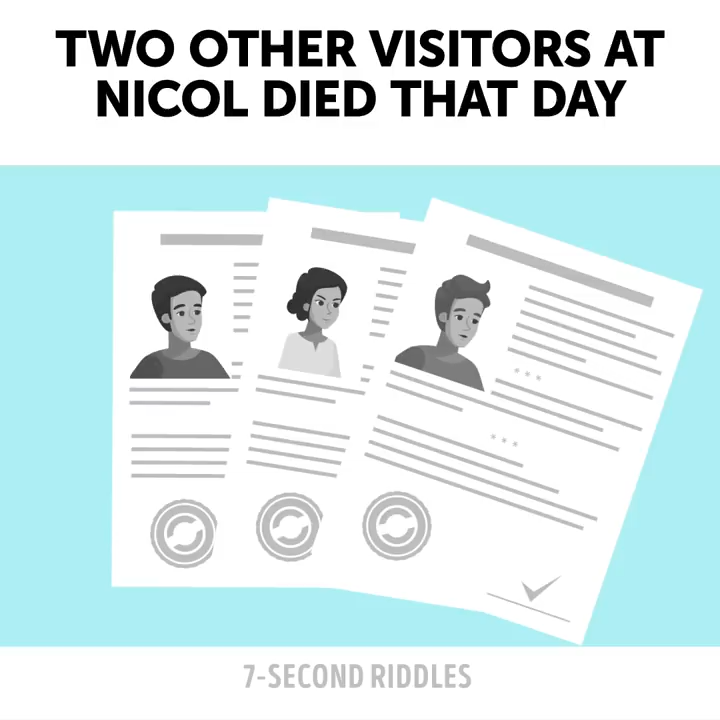 TWO OTHER VISITORS AT
NICOL DIED THAT DAY
7-SECOND RIDDLES